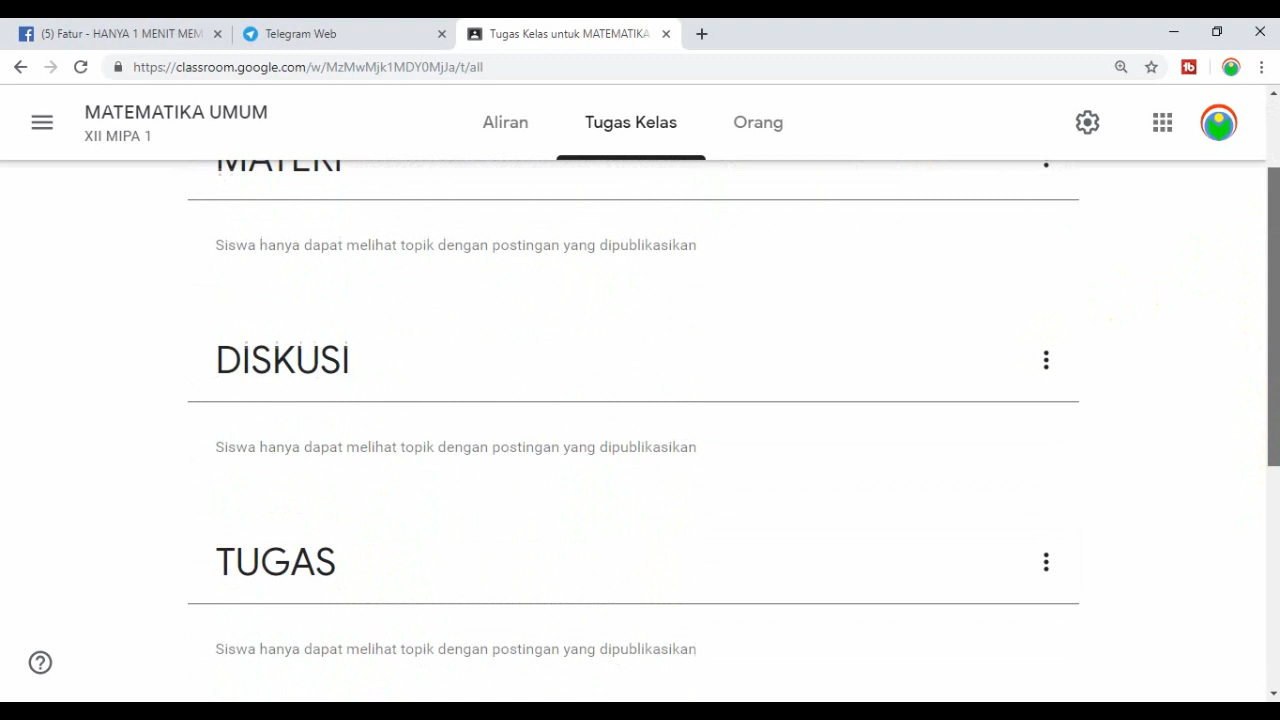 (5) Fatur - HANYA 1 MENIT MEM
Telegram Web
Tugas Kelas untuk MATEMATIKA
https://classroom.google.com/w/MzMwMjk1MDY0MjJa/t/all
MATEMATIKA UMUM
XII MIPA 1
Aliran
Tugas Kelas
Orang
MATERI
Siswa hanya dapat melihat topik dengan postingan yang dipublikasikan
DISKUSI
Siswa hanya dapat melihat topik dengan postingan yang dipublikasikan
TUGAS
Siswa hanya dapat melihat topik dengan postingan yang dipublikasikan